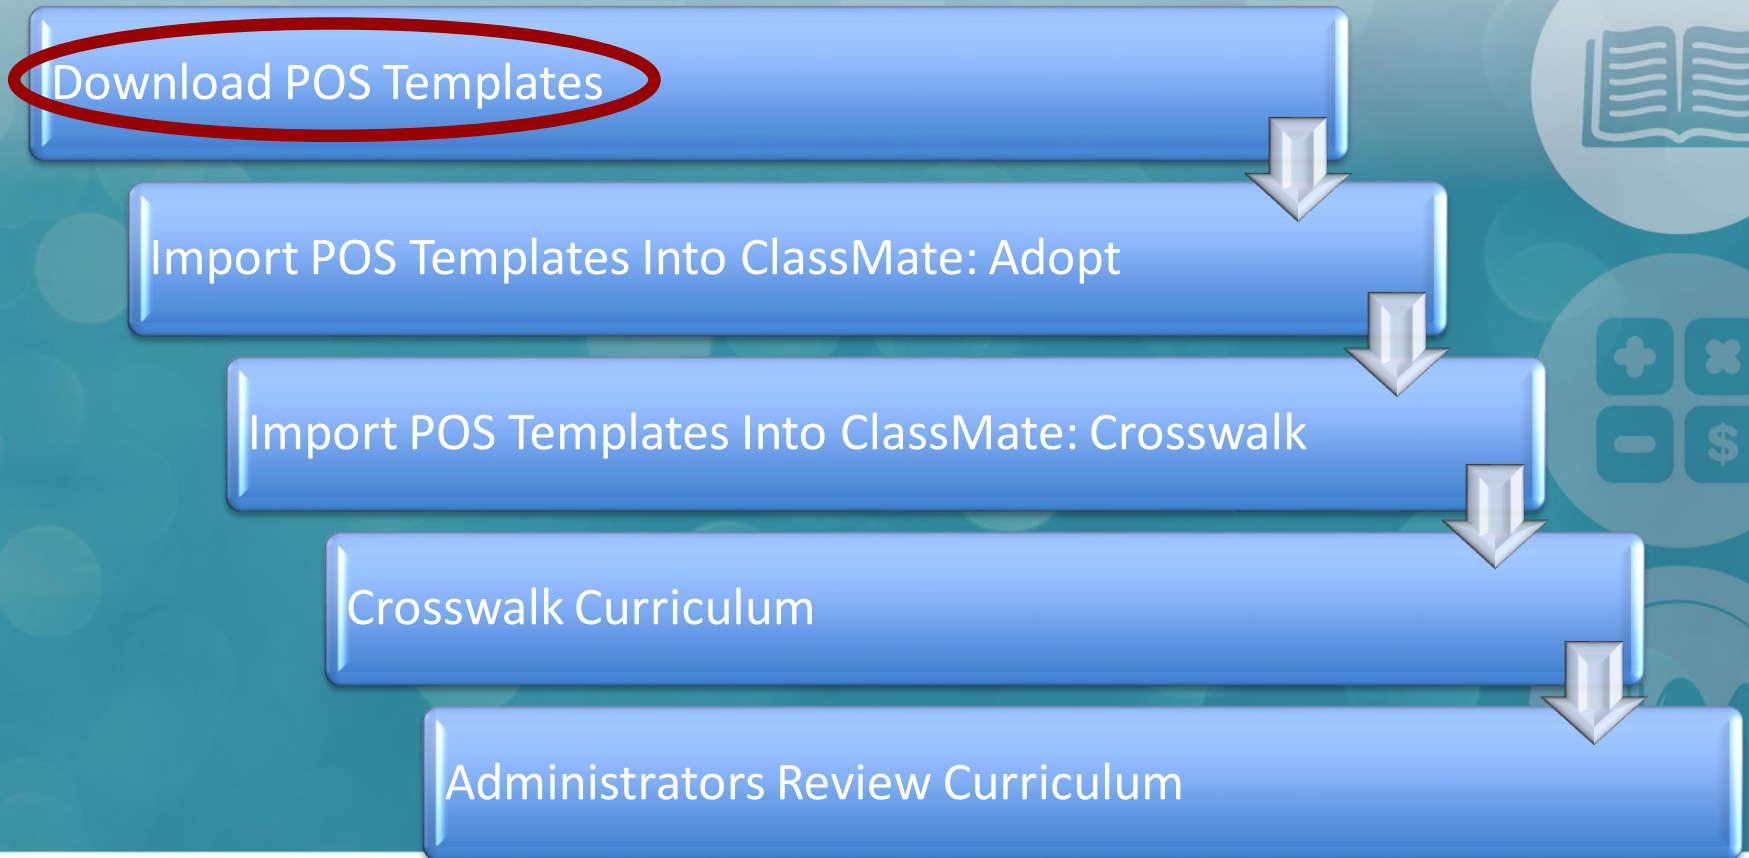 Download POS Templates
Import POS Templates Into ClassMate: Adopt
Import POS Templates Into ClassMate: Crosswalk
Crosswalk Curriculum
Administrators Review Curriculum